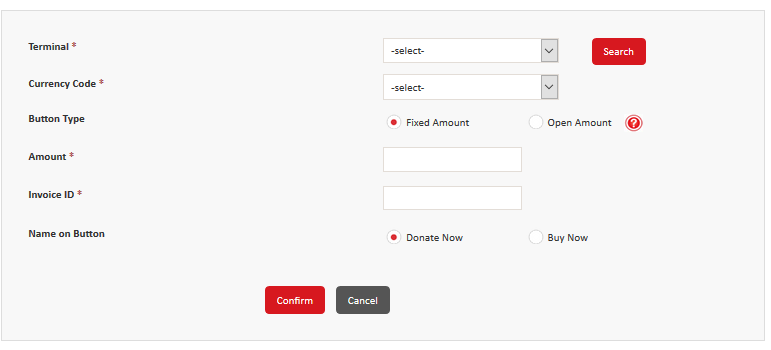 Terminal * -select- Search
Currency Code * -select-
Button Type Fixed Amount Open Amount ?
Amount *
Invoice ID *
Name on Button Donate Now Buy Now
Confirm Cancel